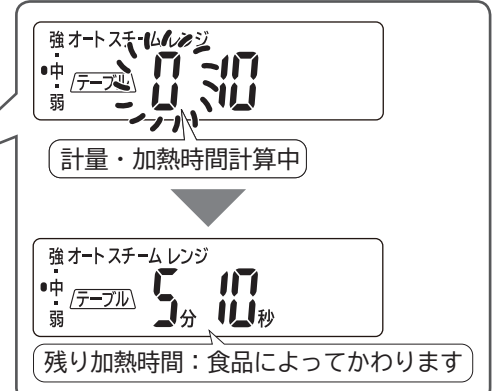 強 オート スチーム レンジ
中 テーブル 0 10
弱
計量・加熱時間計算中
強 オート スチーム レンジ
中 テーブル 5分 10秒
弱
残り加熱時間：食品によってかわります